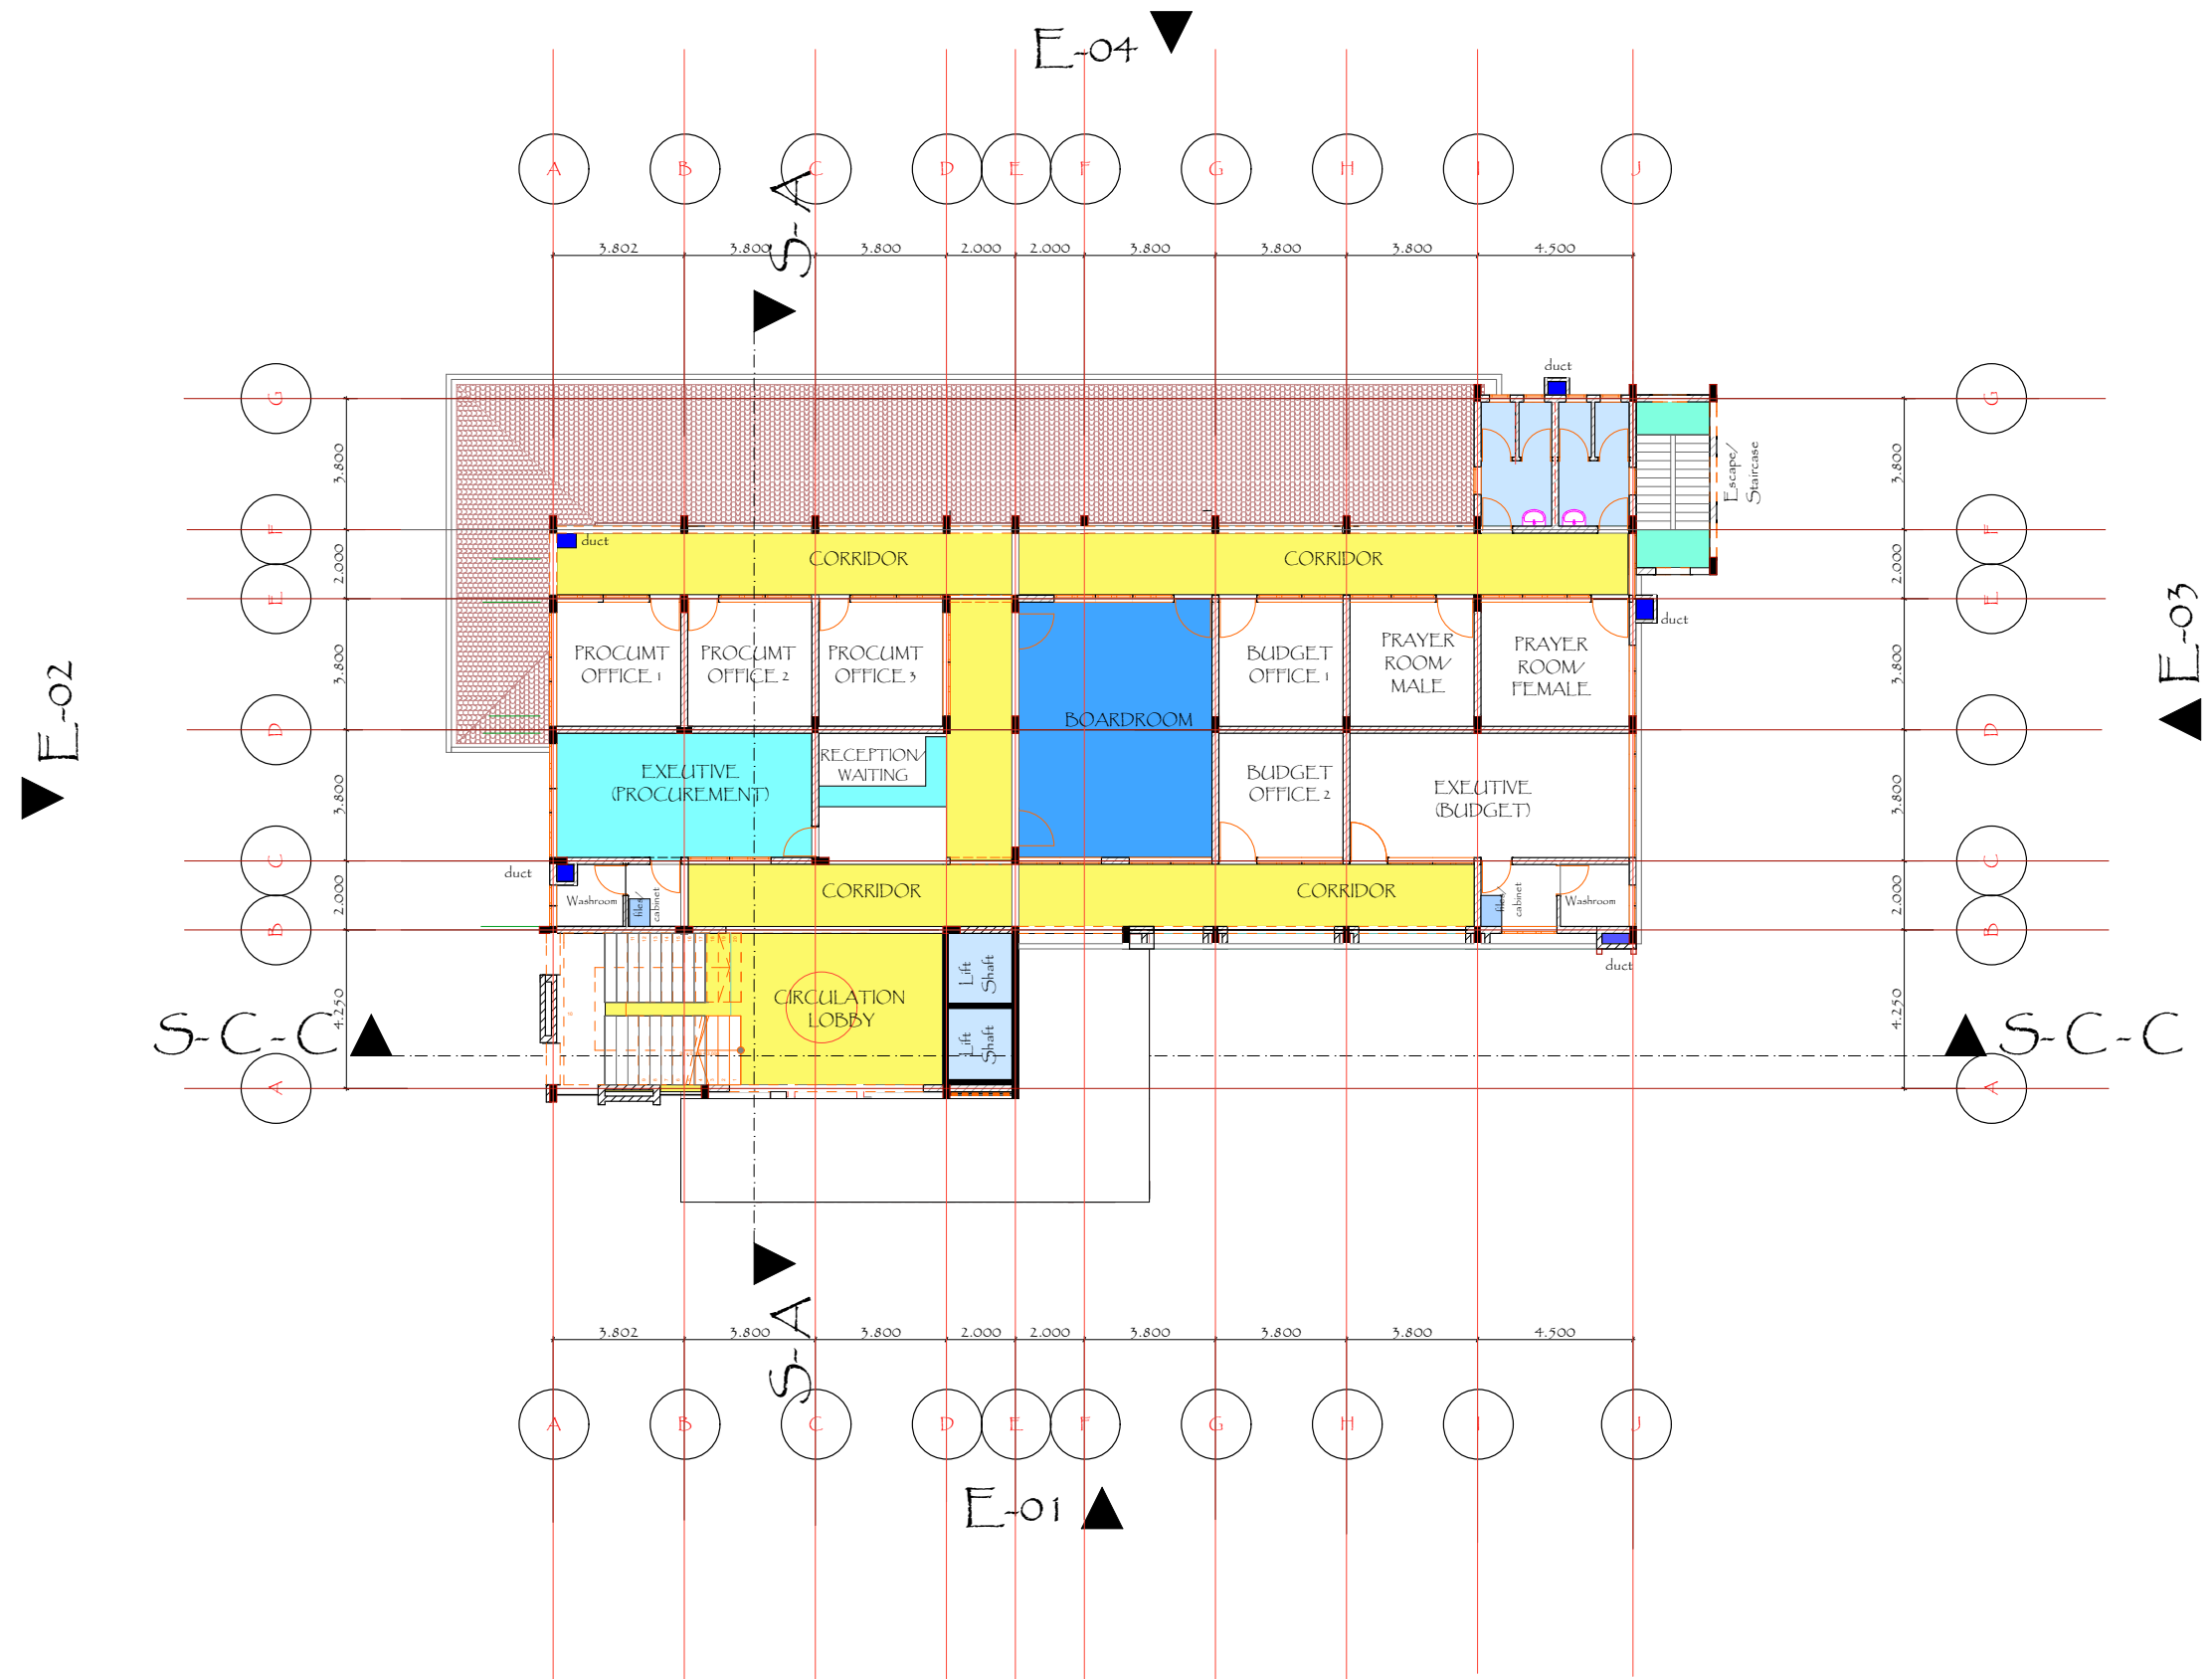 E-04
A B C D E F G H I J
S-A
3.802 3.800 3.800 2.000 2.000 3.800 3.800 3.800 4.500
duct
G
G
3.800
3.800
Escape/
Staircase
F
F
duct
CORRIDOR
CORRIDOR
2.000
2.000
E
E
duct
E-02
E-03
3.800
3.800
PROCUMT
OFFICE 1
PROCUMT
OFFICE 2
PROCUMT
OFFICE 3
BUDGET
OFFICE 1
PRAYER
ROOM/
MALE
PRAYER
ROOM/
FEMALE
BOARDROOM
D
D
EXEUTIVE
(PROCUREMENT)
RECEPTION/
WAITING
BUDGET
OFFICE 2
EXEUTIVE
(BUDGET)
3.800
3.800
C
C
duct
Washroom
files/
cabinet
CORRIDOR
CORRIDOR
files/
cabinet
Washroom
2.000
2.000
B
B
duct
CIRCULATION
LOBBY
Lift
Shaft
Lift
Shaft
4.250
4.250
S-C-C
S-C-C
A
A
S-A
3.802 3.800 3.800 2.000 2.000 3.800 3.800 3.800 4.500
A B C D E F G H I J
E-01